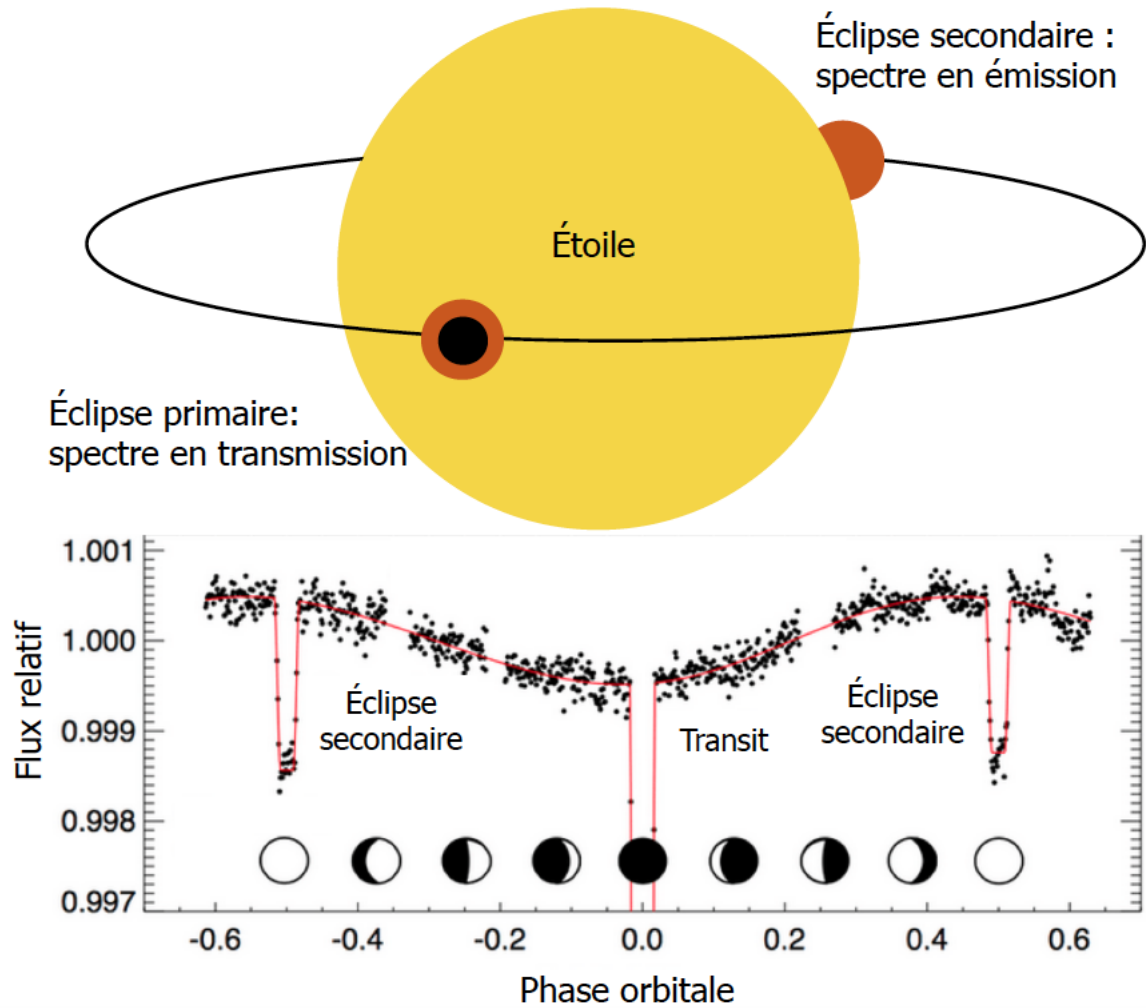 Éclipse secondaire :
spectre en émission
Étoile
Éclipse primaire:
spectre en transmission
1.001
1.000
0.999
0.998
0.997
Flux relatif
Éclipse
secondaire
Transit
Éclipse
secondaire
-0.6
-0.4
-0.2
0.0
0.2
0.4
0.6
Phase orbitale